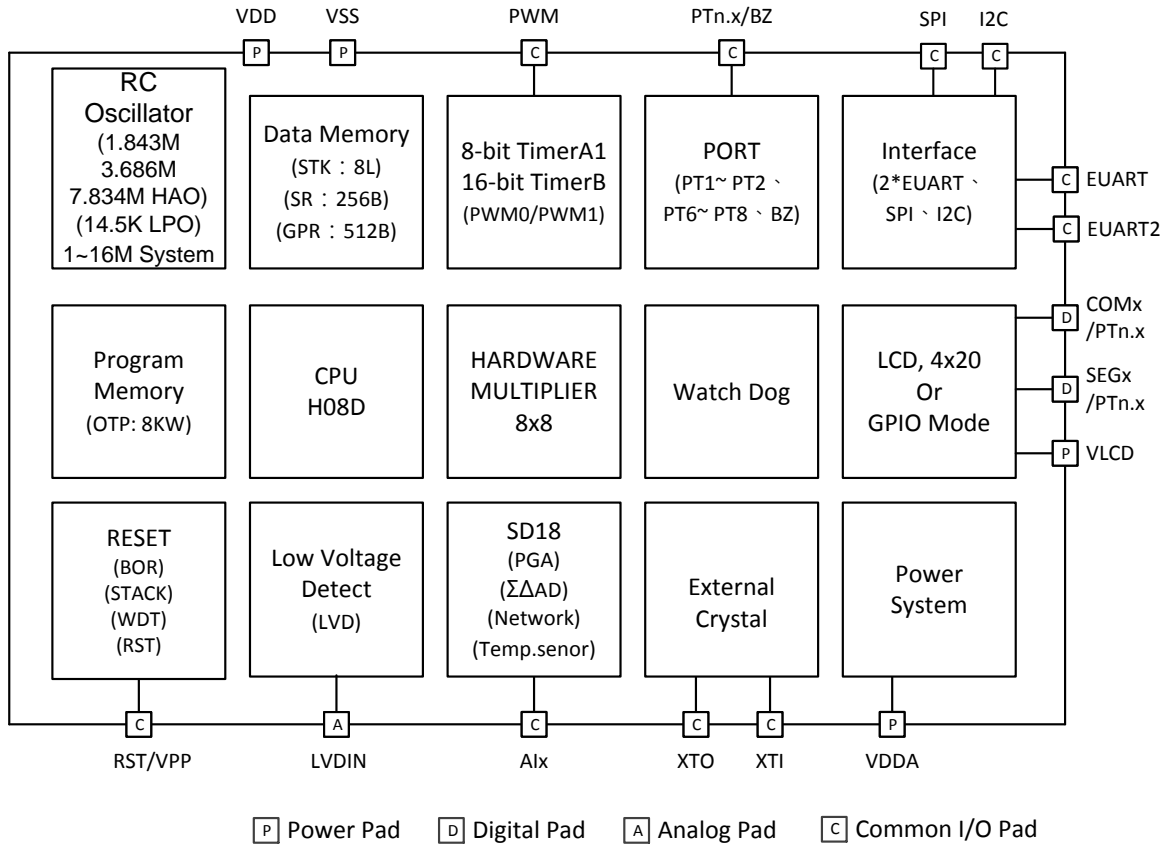 VDD
VSS
PWM
PTn.x/BZ
SPI
I2C
P
P
C
C
C
C
RC
Oscillator
(1.843M
3.686M
7.834M HAO)
(14.5K LPO)
1~16M System
Data Memory
(STK：8L)
(SR：256B)
(GPR：512B)
8-bit TimerA1
16-bit TimerB
(PWM0/PWM1)
PORT
(PT1~ PT2、
PT6~ PT8、BZ)
Interface
(2*EUART、
SPI、I2C)
C
EUART
C
EUART2
Program
Memory
(OTP: 8KW)
CPU
H08D
HARDWARE
MULTIPLIER
8x8
Watch Dog
LCD, 4x20
Or
GPIO Mode
D
COMx
/PTn.x
D
SEGx
/PTn.x
P
VLCD
RESET
(BOR)
(STACK)
(WDT)
(RST)
Low Voltage
Detect
(LVD)
SD18
(PGA)
(ΣΔAD)
(Network)
(Temp.senor)
External
Crystal
Power
System
C
A
C
C
C
P
RST/VPP
LVDIN
AIx
XTO
XTI
VDDA
P Power Pad
D Digital Pad
A Analog Pad
C Common I/O Pad